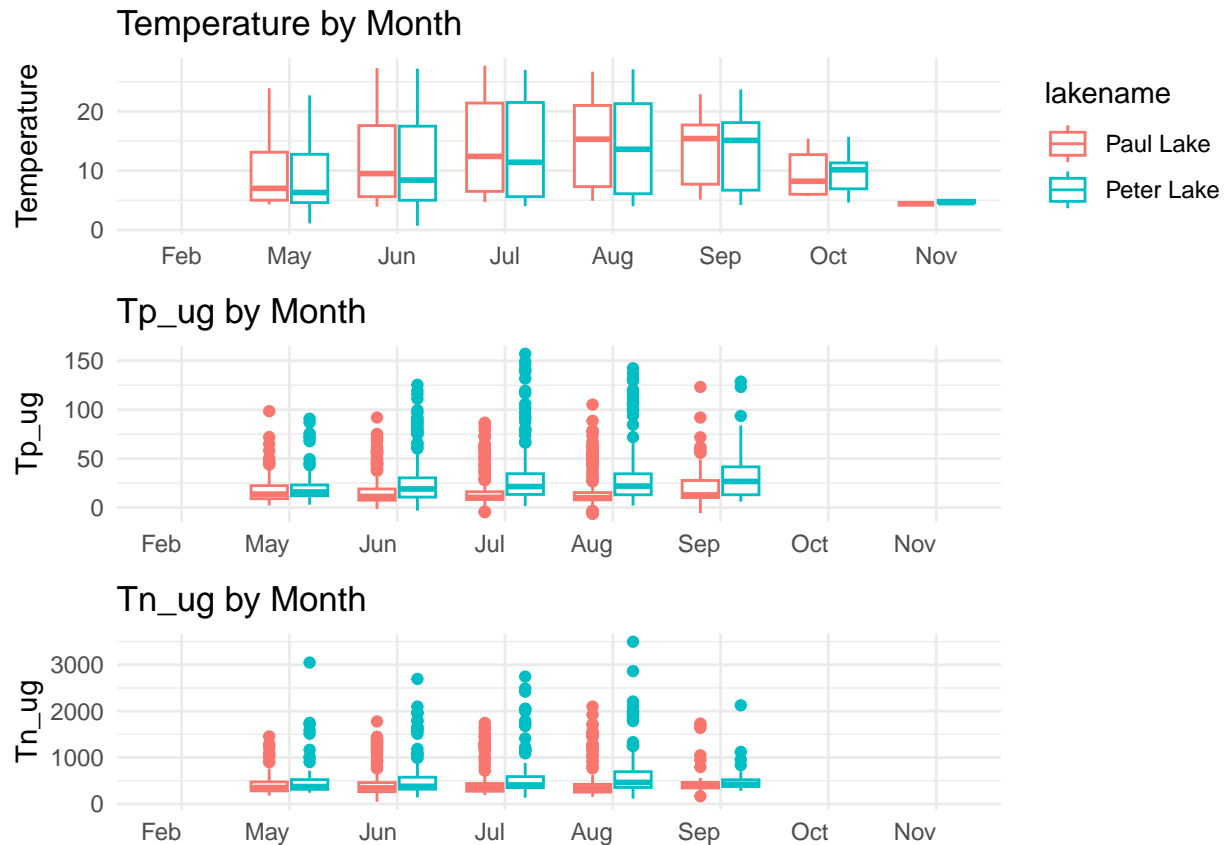 Temperature by Month
Temperature
20
10
0
Feb May Jun Jul Aug Sep Oct Nov
lakename
Paul Lake
Peter Lake
Tp_ug by Month
Tp_ug
150
100
50
0
Feb May Jun Jul Aug Sep Oct Nov
Tn_ug by Month
Tn_ug
3000
2000
1000
0
Feb May Jun Jul Aug Sep Oct Nov